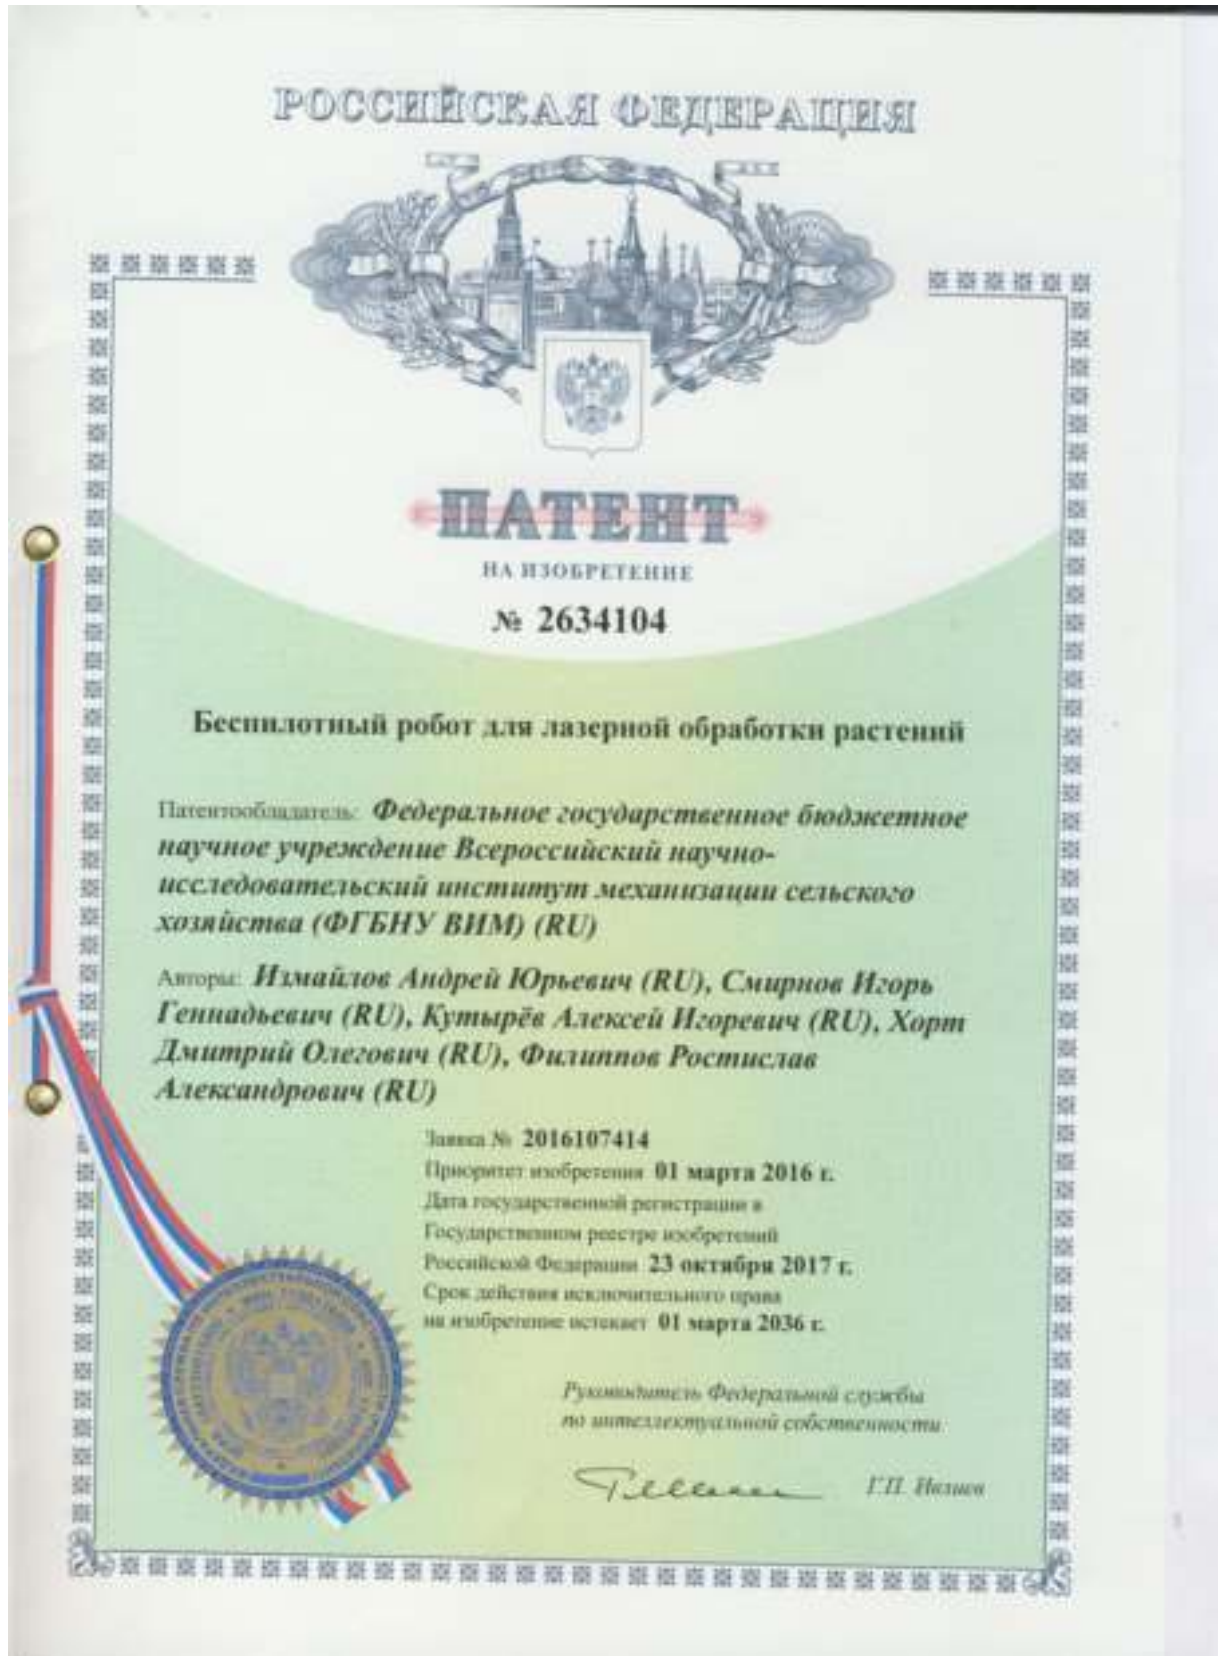 РОССИЙСКАЯ ФЕДЕРАЦИЯ
ПАТЕНТ
НА ИЗОБРЕТЕНИЕ
№ 2634104
Беспилотный робот для лазерной обработки растений
Патентообладатель: Федеральное государственное бюджетное
научное учреждение Всероссийский научно-
исследовательский институт механизации сельского
хозяйства (ФГБНУ ВИМ) (RU)
Авторы: Измайлов Андрей Юрьевич (RU), Смирнов Игорь
Геннадьевич (RU), Кутырёв Алексей Игоревич (RU), Хорт
Дмитрий Олегович (RU), Филиппов Ростислав
Александрович (RU)
Заявка № 2016107414
Приоритет изобретения 01 марта 2016 г.
Дата государственной регистрации в
Государственном реестре изобретений
Российской Федерации 23 октября 2017 г.
Срок действия исключительного права
на изобретение истекает 01 марта 2036 г.
Руководитель Федеральной службы
по интеллектуальной собственности
Г.П. Ивлиев